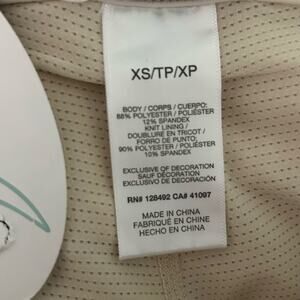 XS/TP/XP
BODY / CORPS / CUERPO:
88% POLYESTER / POLIÉSTER
12% SPANDEX
KNIT LINING /
DOUBLURE EN TRICOT /
FORRO DE PUNTO:
90% POLYESTER / POLIÉSTER
10% SPANDEX
EXCLUSIVE OF DECORATION
SAUF DÉCORATION
EXCLUSIVO DE DECORACIÓN
RN# 128492 CA# 41097
MADE IN CHINA
FABRIQUÉ EN CHINE
HECHO EN CHINA